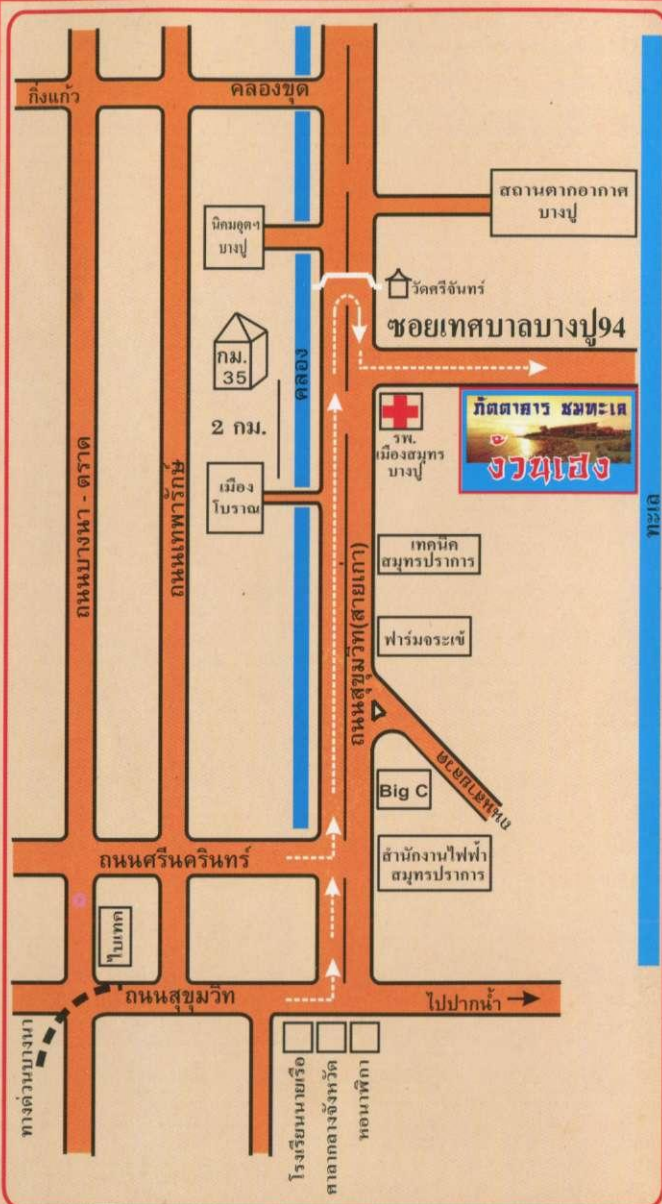 กิ่งแก้ว
คลองขุด
สถานตากอากาศ
บางปู
นิคมอุตฯ
บางปู
วัดศรีจันทร์
ซอยเทศบาลบางปู94
กม.
35
คลอง
2 กม.
เมือง
โบราณ
รพ.
เมืองสมุทร
บางปู
ภัตตาคาร ชมทะเล
ง้วนเฮง
ทะเล
ถนนบางนา - ตราด
ถนนเทพารักษ์
ถนนสุขุมวิท(สายเก่า)
เทคนิค
สมุทรปราการ
ฟาร์มจระเข้
ถนนสายลวด
Big C
สำนักงานไฟฟ้า
สมุทรปราการ
ถนนศรีนครินทร์
ไบเทค
ถนนสุขุมวิท
ไปปากน้ำ
ทางด่วนบางนา
โรงเรียนนายเรือ
ศาลากลางจังหวัด
หอนาฬิกา